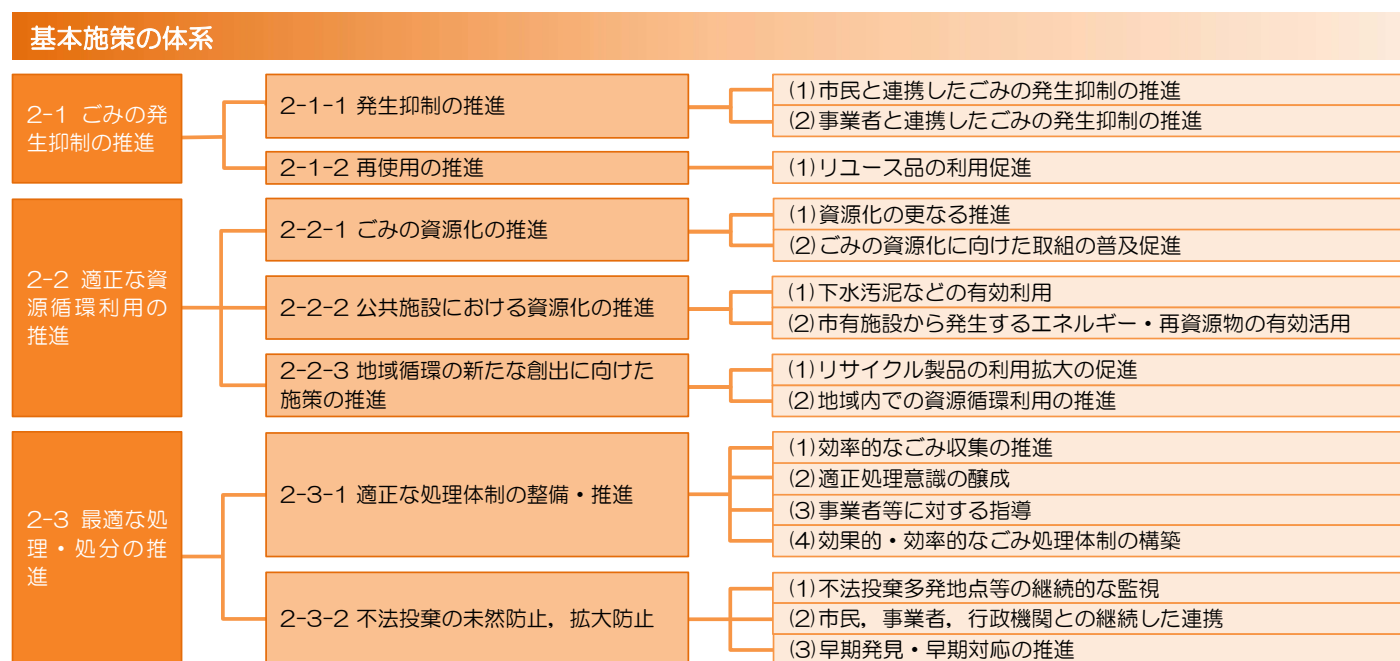 基本施策の体系
2-1 ごみの発
生抑制の推進
2-1-1 発生抑制の推進
(1)市民と連携したごみの発生抑制の推進
(2)事業者と連携したごみの発生抑制の推進
2-1-2 再使用の推進
(1)リユース品の利用促進
2-2 適正な資
源循環利用の
推進
2-2-1 ごみの資源化の推進
(1)資源化の更なる推進
(2)ごみの資源化に向けた取組の普及促進
2-2-2 公共施設における資源化の推進
(1)下水汚泥などの有効利用
(2)市有施設から発生するエネルギー・再資源物の有効活用
2-2-3 地域循環の新たな創出に向けた
施策の推進
(1)リサイクル製品の利用拡大の促進
(2)地域内での資源循環利用の推進
2-3 最適な処
理・処分の推
進
2-3-1 適正な処理体制の整備・推進
(1)効率的なごみ収集の推進
(2)適正処理意識の醸成
(3)事業者等に対する指導
(4)効果的・効率的なごみ処理体制の構築
2-3-2 不法投棄の未然防止，拡大防止
(1)不法投棄多発地点等の継続的な監視
(2)市民，事業者，行政機関との継続した連携
(3)早期発見・早期対応の推進